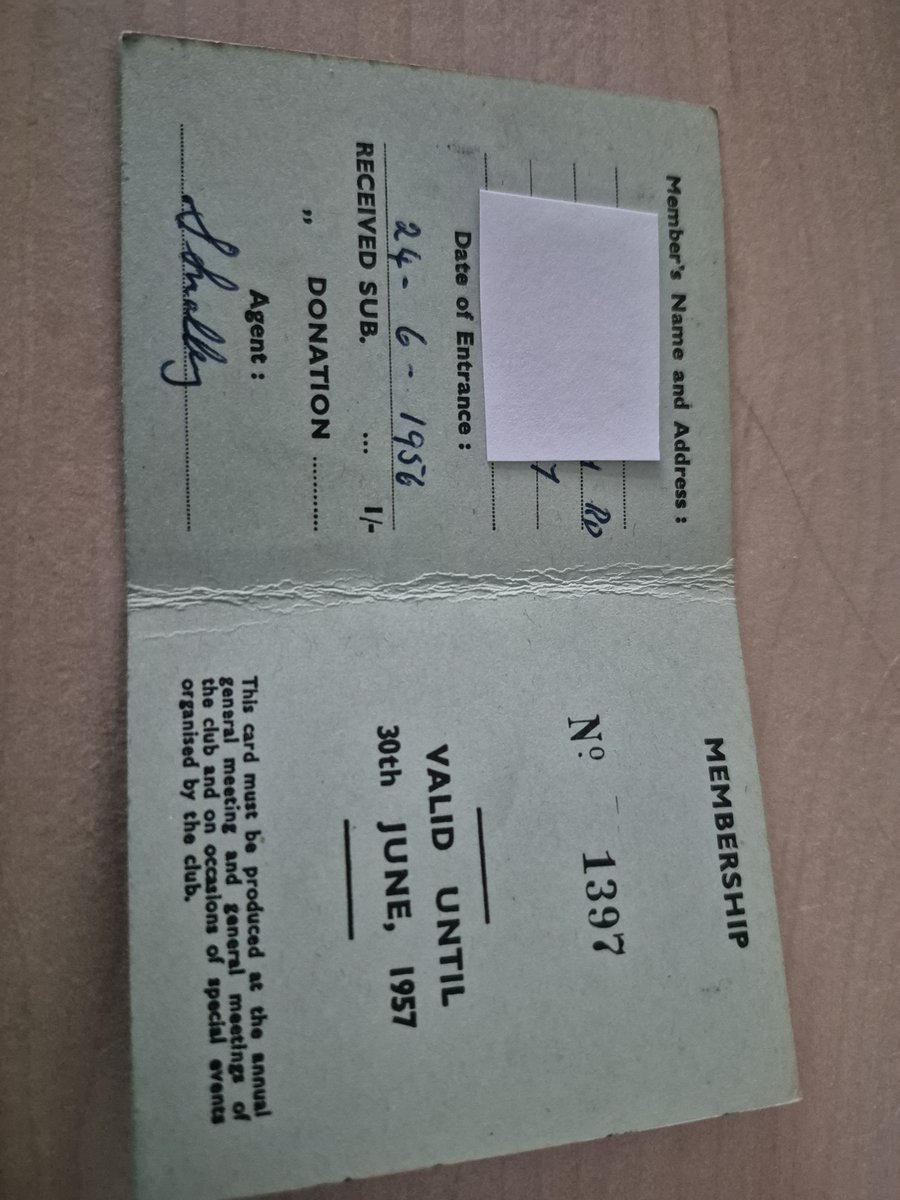 Member's Name and Address :
RD
y
Date of Entrance :
24 - 6 - 1956
RECEIVED SUB. ... 1/-
,, DONATION ............
Agent :
MEMBERSHIP
Nº 1397
VALID UNTIL
30th JUNE, 1957
This card must be produced at the annual
general meeting and general meetings of
the club and on occasions of special events
organised by the club.